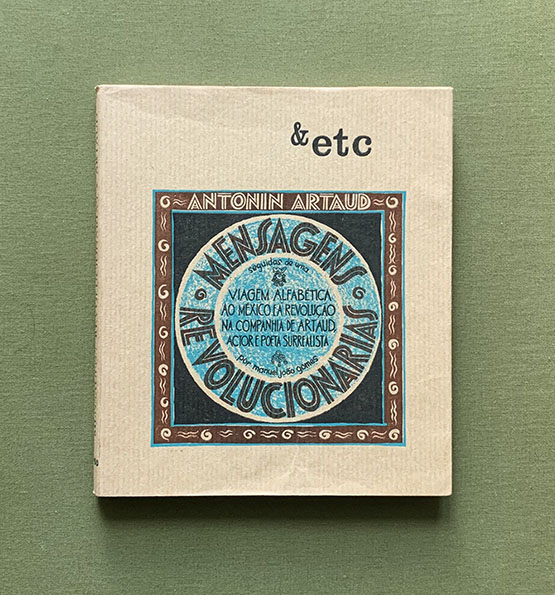 & etc
ANTONIN ARTAUD
MENSAGENS
REVOLUCIONARIAS
seguidas de uma
VIAGEM ALFABÉTICA
AO MÉXICO E À REVOLUÇÃO
NA COMPANHIA DE ARTAUD,
ACTOR E POETA SURREALISTA
por manuel joão gomes